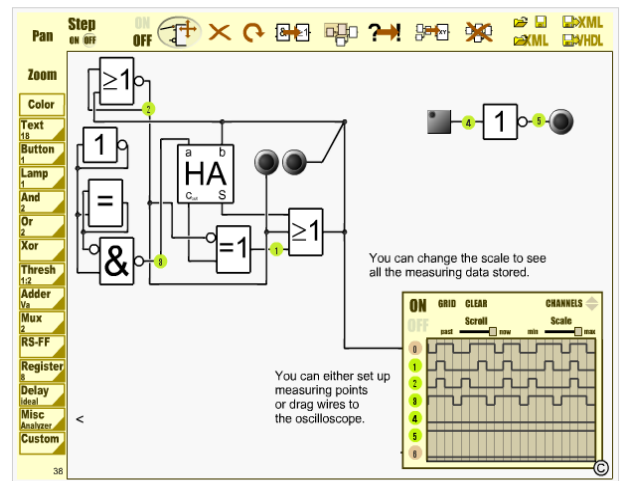 Pan
Step
ON OFF
ON
OFF
&
≥1
?
XY
XML
XML
VHDL
Zoom
Color
Text
18
Button
1
Lamp
1
And
2
Or
2
Xor
Thresh
1:2
Adder
Va
Mux
2
RS-FF
Register
8
Delay
ideal
Misc
Analyzer
Custom
38
≥1
2
1
=
&
8
a b
HA
Cout S
=1
1
≥1
4
1
5
You can change the scale to see
all the measuring data stored.
You can either set up
measuring points
or drag wires to
the oscilloscope.
<
ON GRID CLEAR CHANNELS
OFF Scroll Scale
past now min max
0
1
2
8
4
5
6
©